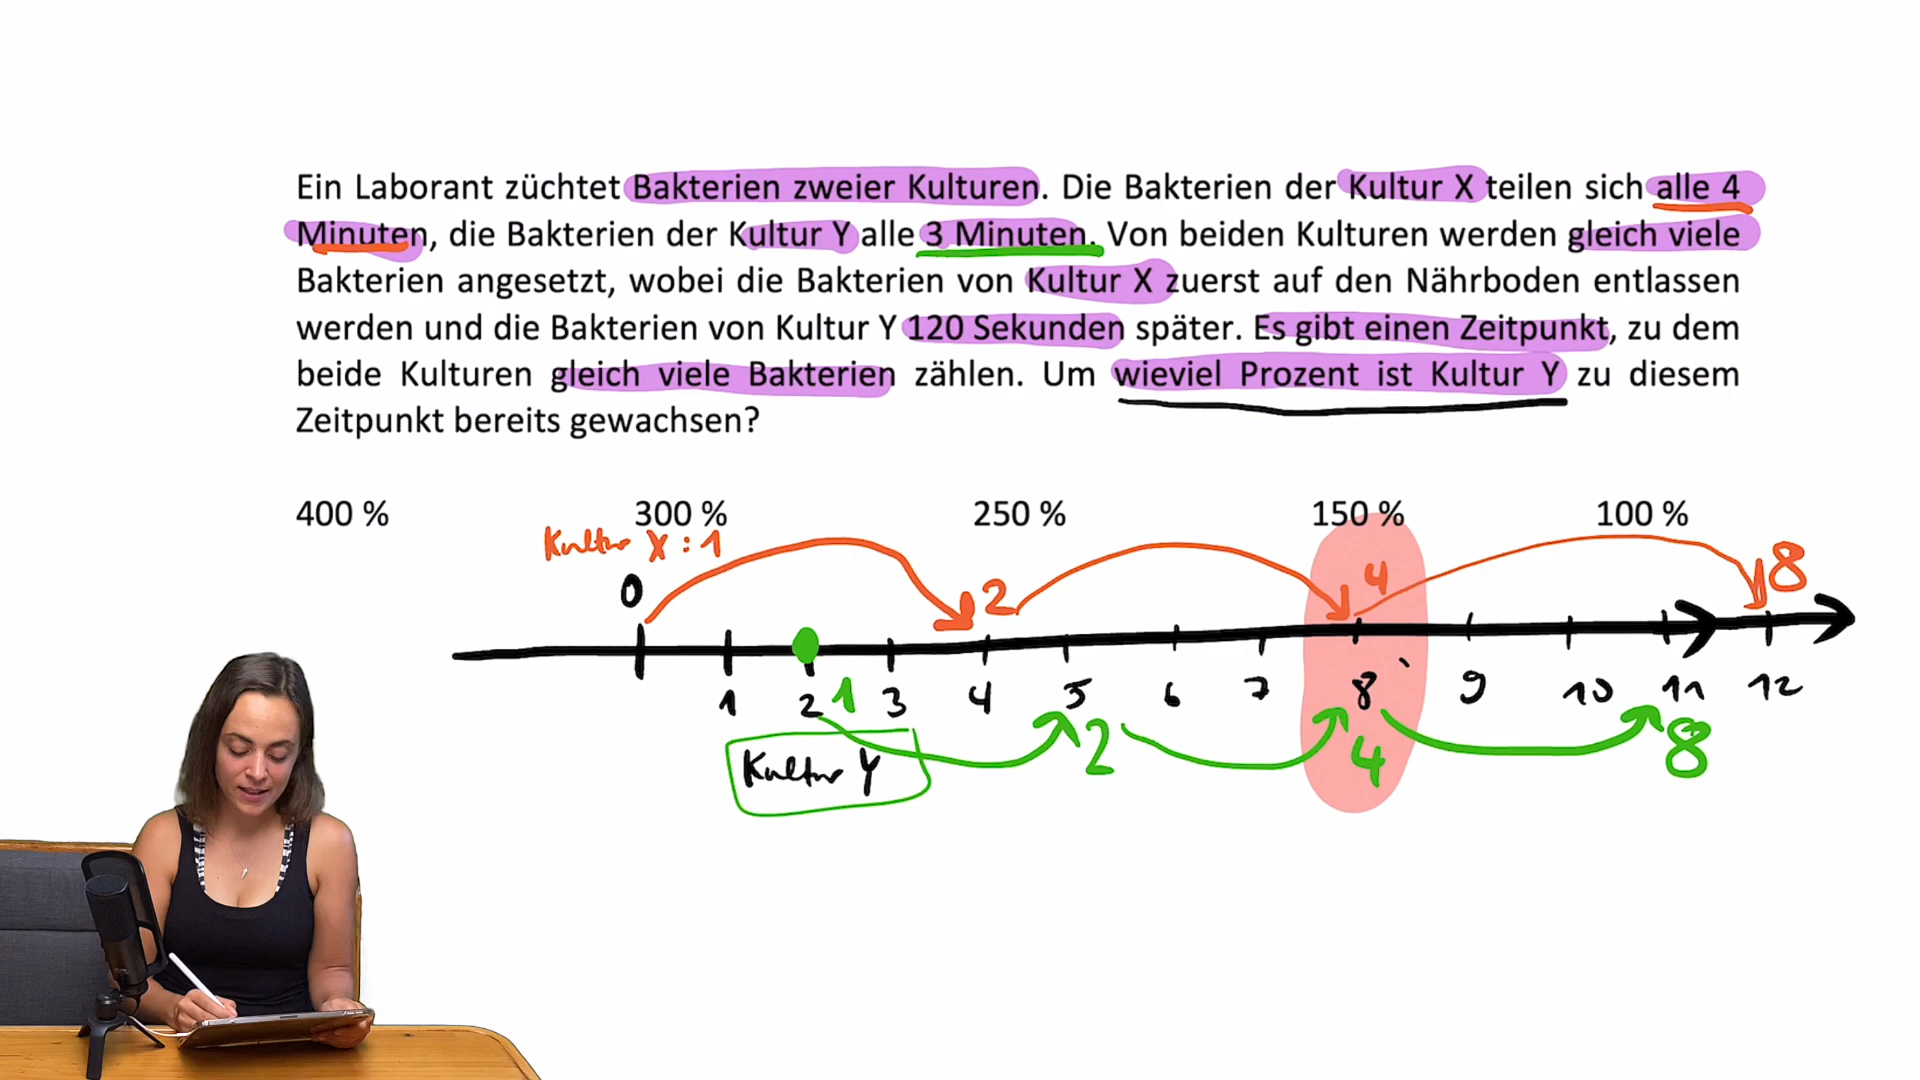 Ein Laborant züchtet Bakterien zweier Kulturen. Die Bakterien der Kultur X teilen sich alle 4
Minuten, die Bakterien der Kultur Y alle 3 Minuten. Von beiden Kulturen werden gleich viele
Bakterien angesetzt, wobei die Bakterien von Kultur X zuerst auf den Nährboden entlassen
werden und die Bakterien von Kultur Y 120 Sekunden später. Es gibt einen Zeitpunkt, zu dem
beide Kulturen gleich viele Bakterien zählen. Um wieviel Prozent ist Kultur Y zu diesem
Zeitpunkt bereits gewachsen?
400 % 300 % 250 % 150 % 100 %
Kultur X : 1
0 2 4 8
1 2 1 3 4 5 6 7 8 9 10 11 12
2 4 8
Kultur Y